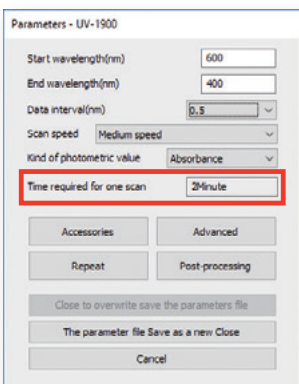 Parameters - UV-1900
Start wavelength(nm) 600
End wavelength(nm) 400
Data interval(nm) 0.5
Scan speed Medium speed
Kind of photometric value Absorbance
Time required for one scan 2Minute
Accessories Advanced
Repeat Post-processing
Close to overwrite save the parameters file
The parameter file Save as a new Close
Cancel